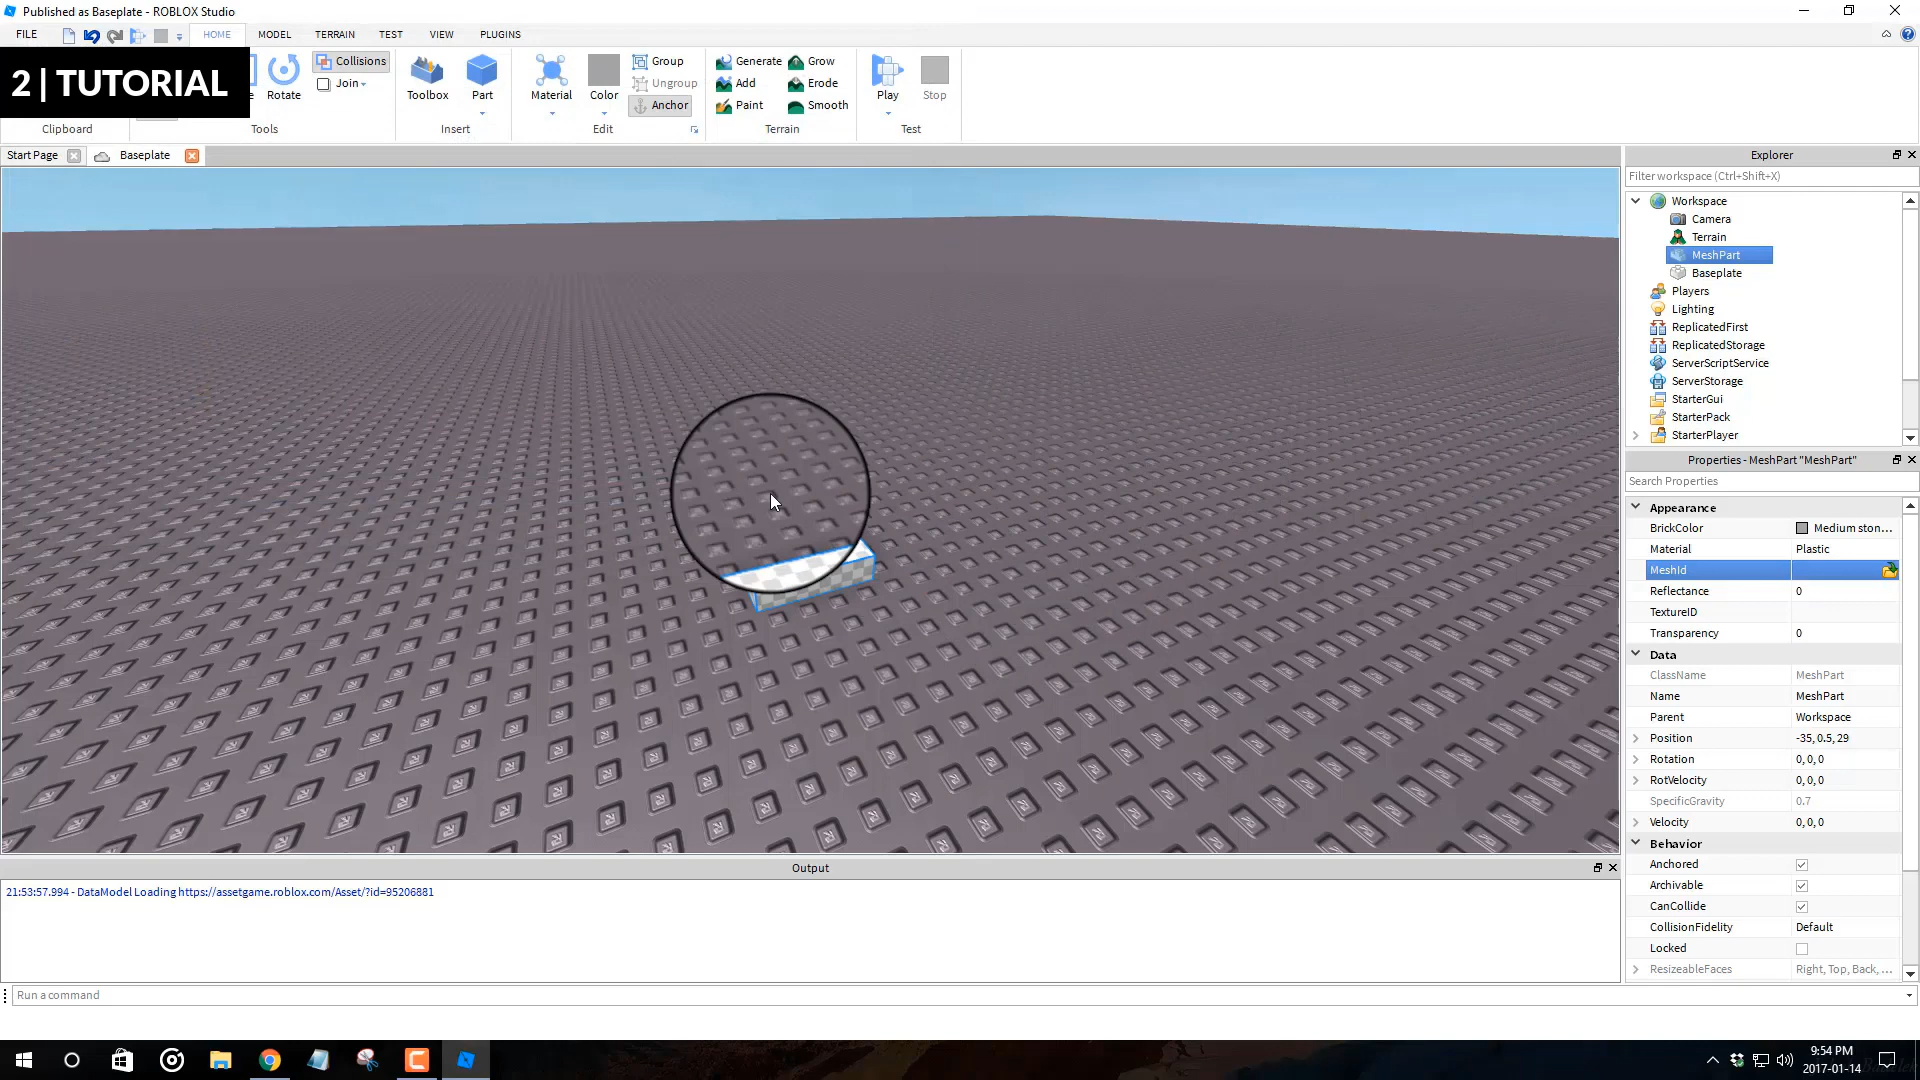 Published as Baseplate - ROBLOX Studio
FILE HOME MODEL TERRAIN TEST VIEW PLUGINS
2 | TUTORIAL
Rotate
Collisions
Join
Toolbox
Part
Material
Color
Group
Ungroup
Anchor
Generate
Add
Paint
Grow
Erode
Smooth
Play
Stop
Clipboard Tools Insert Edit Terrain Test
Start Page Baseplate
Explorer
Filter workspace (Ctrl+Shift+X)
Workspace
Camera
Terrain
MeshPart
Baseplate
Players
Lighting
ReplicatedFirst
ReplicatedStorage
ServerScriptService
ServerStorage
StarterGui
StarterPack
StarterPlayer
Properties - MeshPart "MeshPart"
Search Properties
Appearance
BrickColor Medium ston...
Material Plastic
MeshId
Reflectance 0
TextureID
Transparency 0
Data
ClassName MeshPart
Name MeshPart
Parent Workspace
Position -35, 0.5, 29
Rotation 0, 0, 0
RotVelocity 0, 0, 0
SpecificGravity 0.7
Velocity 0, 0, 0
Behavior
Anchored
Archivable
CanCollide
CollisionFidelity Default
Locked
ResizeableFaces Right, Top, Back, ...
Output
21:53:57.994 - DataModel Loading https://assetgame.roblox.com/Asset/?id=95206881
Run a command
9:54 PM
2017-01-14